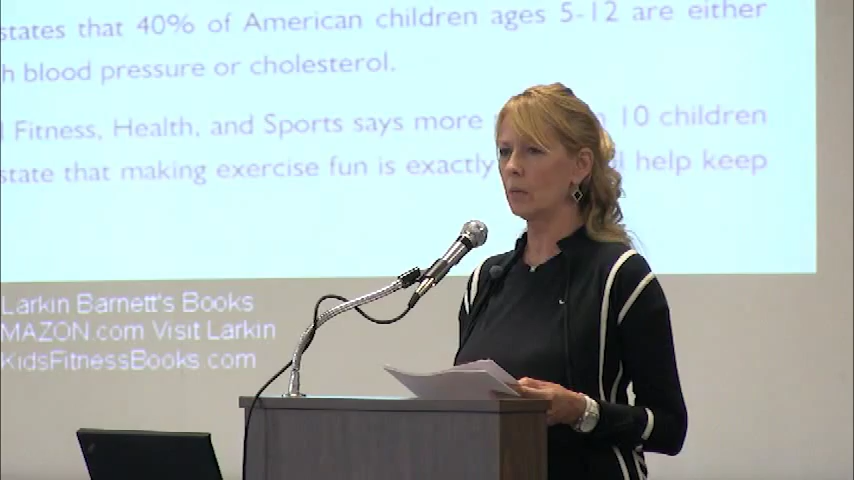 states that 40% of American children ages 5-12 are either
h blood pressure or cholesterol.
Fitness, Health, and Sports says more 10 children
state that making exercise fun is exactly help keep
Larkin Barnett's Books
MAZON.com Visit Larkin
KidsFitnessBooks.com